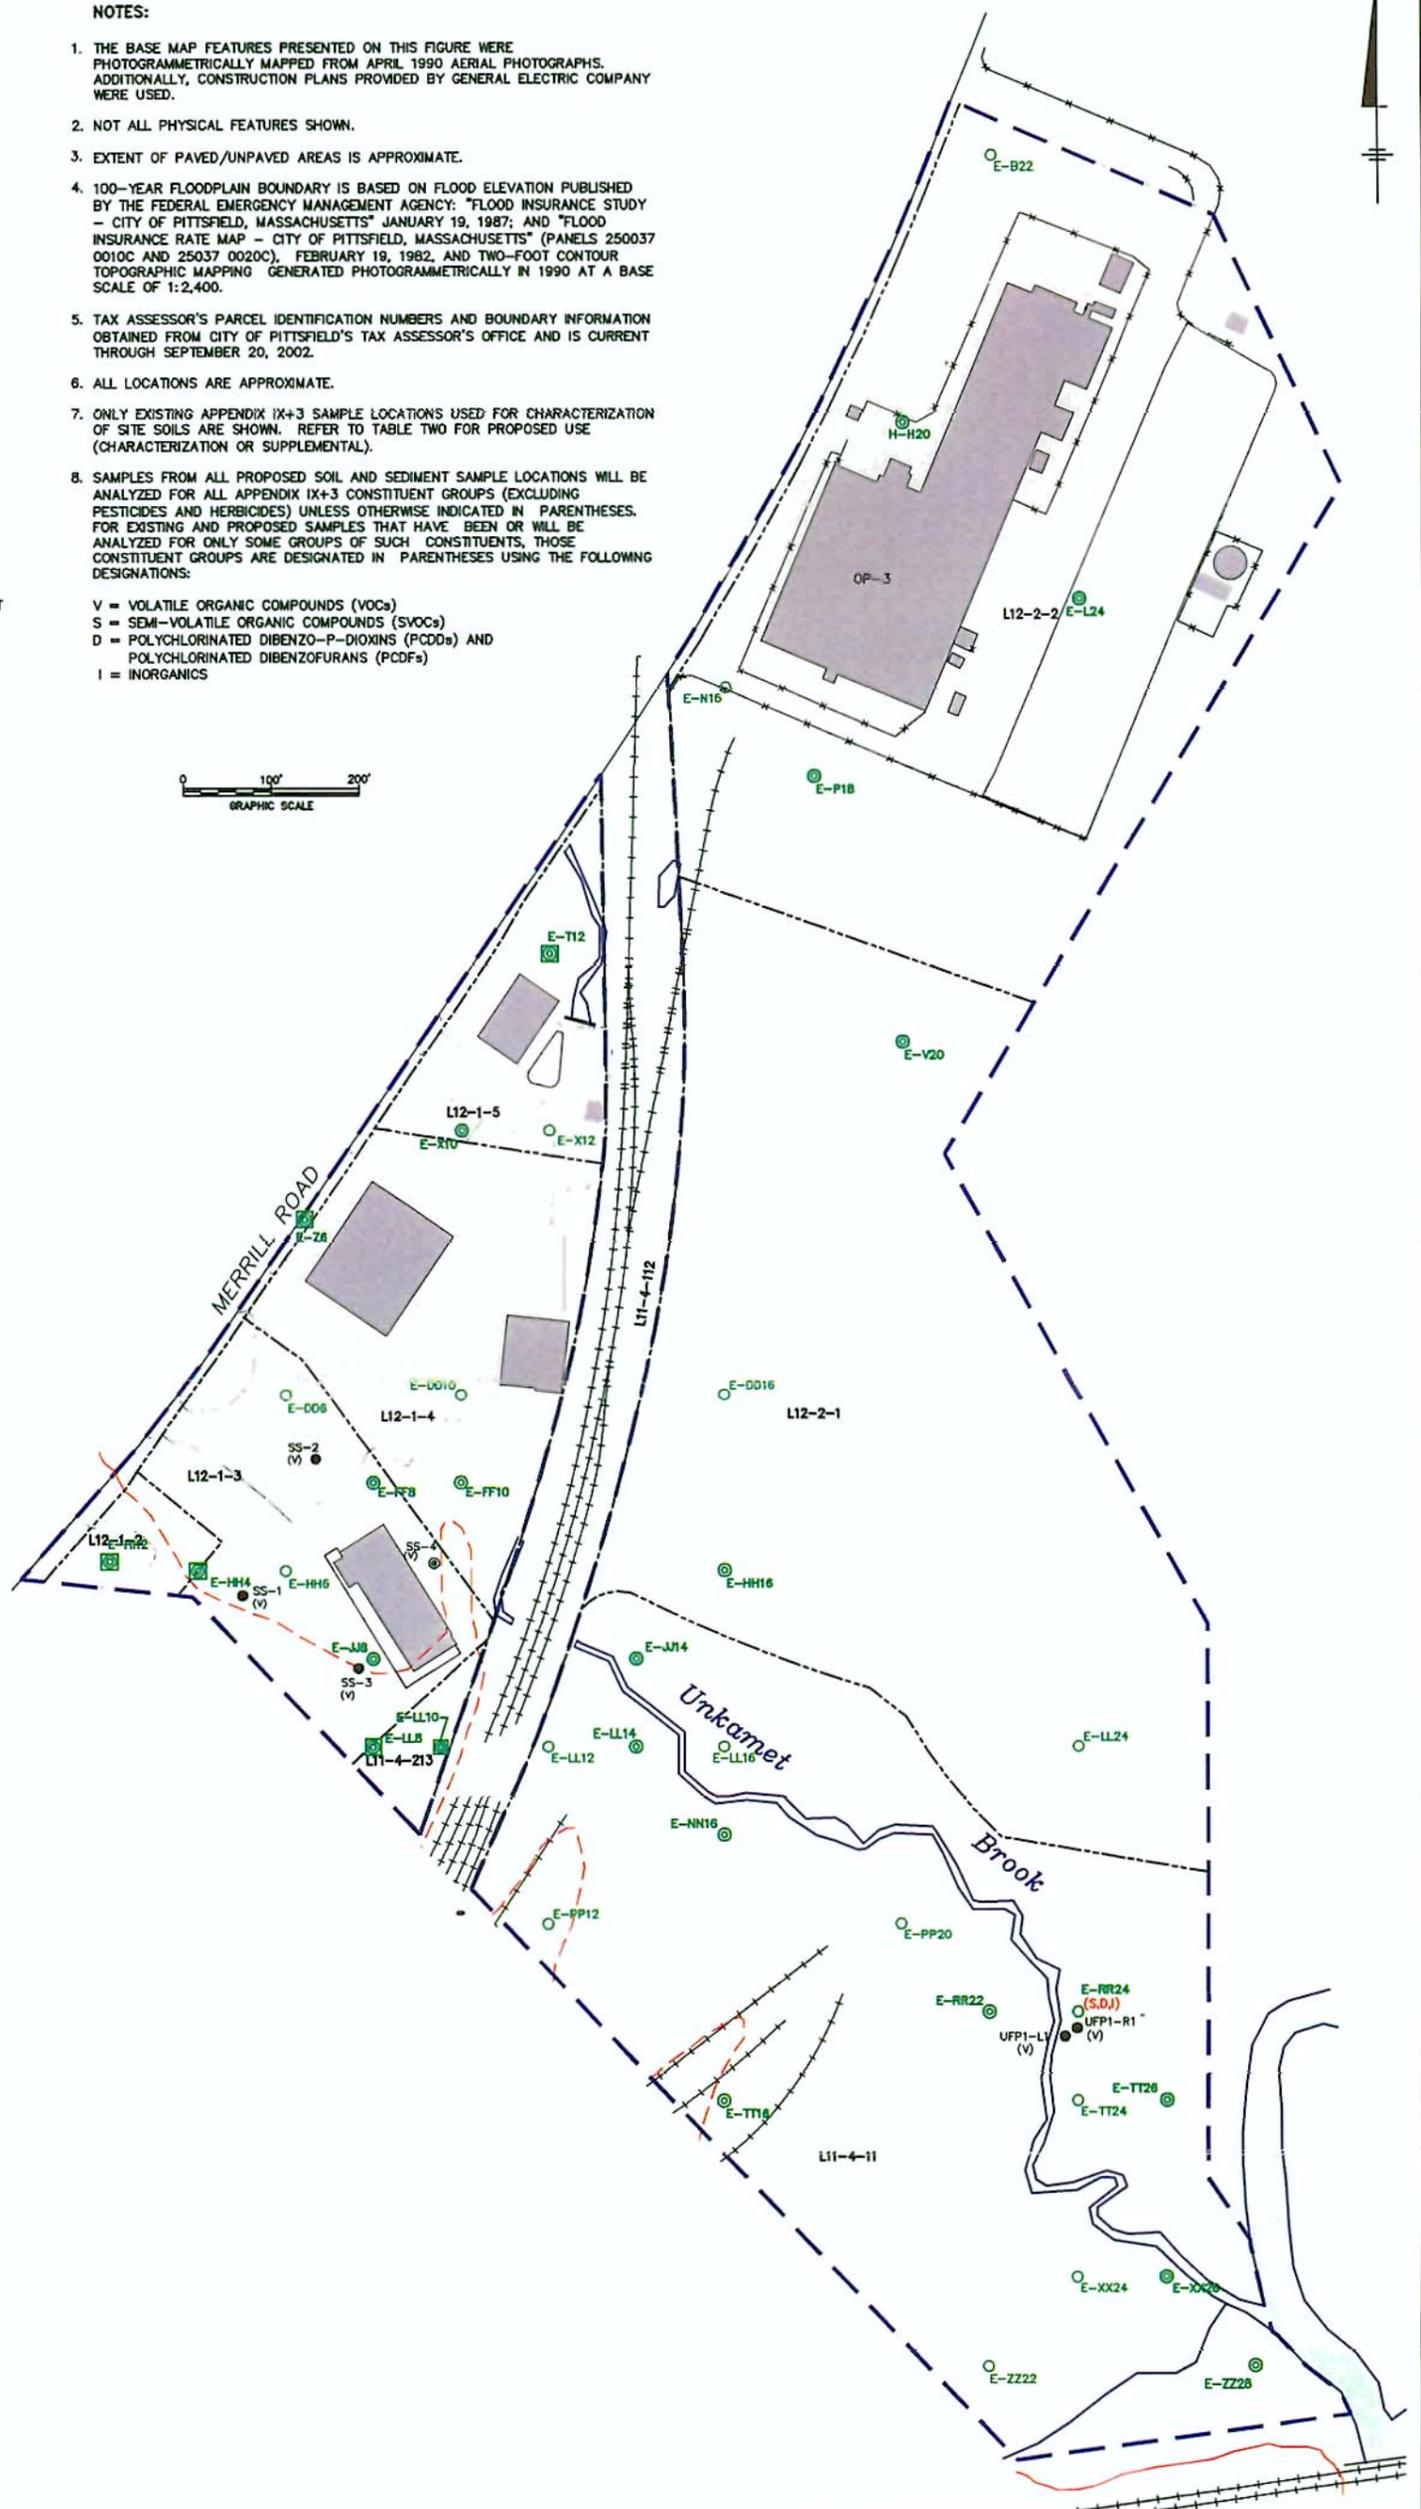 NOTES:
1. THE BASE MAP FEATURES PRESENTED ON THIS FIGURE WERE
PHOTOGRAMMETRICALLY MAPPED FROM APRIL 1990 AERIAL PHOTOGRAPHS.
ADDITIONALLY, CONSTRUCTION PLANS PROVIDED BY GENERAL ELECTRIC COMPANY
WERE USED.
2. NOT ALL PHYSICAL FEATURES SHOWN.
3. EXTENT OF PAVED/UNPAVED AREAS IS APPROXIMATE.
4. 100-YEAR FLOODPLAIN BOUNDARY IS BASED ON FLOOD ELEVATION PUBLISHED
BY THE FEDERAL EMERGENCY MANAGEMENT AGENCY: "FLOOD INSURANCE STUDY
- CITY OF PITTSFIELD, MASSACHUSETTS" JANUARY 19, 1987; AND "FLOOD
INSURANCE RATE MAP - CITY OF PITTSFIELD, MASSACHUSETTS" (PANELS 250037
0010C AND 25037 0020C), FEBRUARY 19, 1982, AND TWO-FOOT CONTOUR
TOPOGRAPHIC MAPPING GENERATED PHOTOGRAMMETRICALLY IN 1990 AT A BASE
SCALE OF 1:2,400.
5. TAX ASSESSOR'S PARCEL IDENTIFICATION NUMBERS AND BOUNDARY INFORMATION
OBTAINED FROM CITY OF PITTSFIELD'S TAX ASSESSOR'S OFFICE AND IS CURRENT
THROUGH SEPTEMBER 20, 2002.
6. ALL LOCATIONS ARE APPROXIMATE.
7. ONLY EXISTING APPENDIX IX+3 SAMPLE LOCATIONS USED FOR CHARACTERIZATION
OF SITE SOILS ARE SHOWN. REFER TO TABLE TWO FOR PROPOSED USE
(CHARACTERIZATION OR SUPPLEMENTAL).
8. SAMPLES FROM ALL PROPOSED SOIL AND SEDIMENT SAMPLE LOCATIONS WILL BE
ANALYZED FOR ALL APPENDIX IX+3 CONSTITUENT GROUPS (EXCLUDING
PESTICIDES AND HERBICIDES) UNLESS OTHERWISE INDICATED IN PARENTHESES.
FOR EXISTING AND PROPOSED SAMPLES THAT HAVE BEEN OR WILL BE
ANALYZED FOR ONLY SOME GROUPS OF SUCH CONSTITUENTS, THOSE
CONSTITUENT GROUPS ARE DESIGNATED IN PARENTHESES USING THE FOLLOWING
DESIGNATIONS:
V = VOLATILE ORGANIC COMPOUNDS (VOCs)
S = SEMI-VOLATILE ORGANIC COMPOUNDS (SVOCs)
D = POLYCHLORINATED DIBENZO-P-DIOXINS (PCDDs) AND
POLYCHLORINATED DIBENZOFURANS (PCDFs)
I = INORGANICS
0 100' 200'
GRAPHIC SCALE
E-B22
H-H20
OP-3
L12-2-2
E-L24
E-N16
E-P18
E-T12
E-V20
L12-1-5
E-X10
E-X12
MERRILL ROAD
E-Z6
L11-4-112
E-DD6
E-DD10
L12-1-4
E-DD16
L12-2-1
SS-2
(V)
L12-1-3
E-FF8
E-FF10
L12-1-2
E-HH4
SS-1
(V)
E-HH6
SS-4
(V)
E-HH16
E-JJ8
SS-3
(V)
E-JJ14
Unkamet
E-LL10
E-LL8
L11-4-213
E-LL12
E-LL14
E-LL16
E-LL24
E-NN16
Brook
E-PP12
E-PP20
E-RR22
E-RR24
(S,D,I)
UFP1-R1
(V)
UFP1-L1
(V)
E-TT16
E-TT24
E-TT26
L11-4-11
E-XX24
E-XX26
E-ZZ22
E-ZZ28